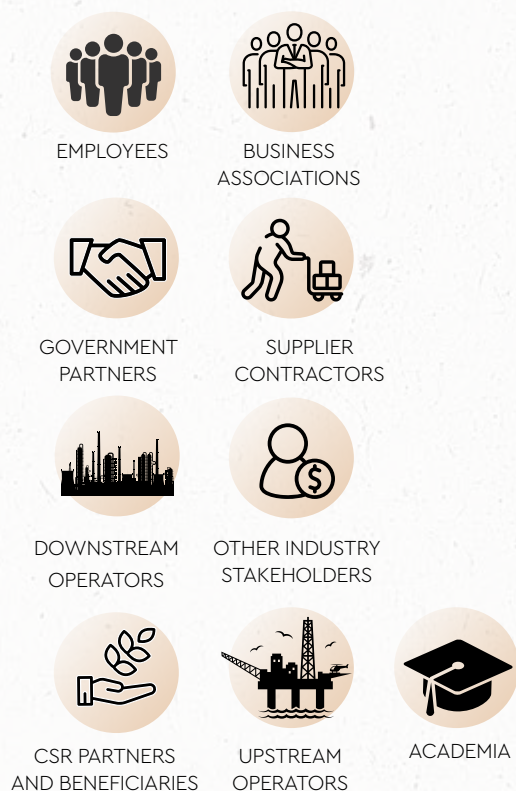 EMPLOYEES
BUSINESS
ASSOCIATIONS
GOVERNMENT
PARTNERS
SUPPLIER
CONTRACTORS
DOWNSTREAM
OPERATORS
OTHER INDUSTRY
STAKEHOLDERS
$
CSR PARTNERS
AND BENEFICIARIES
UPSTREAM
OPERATORS
ACADEMIA